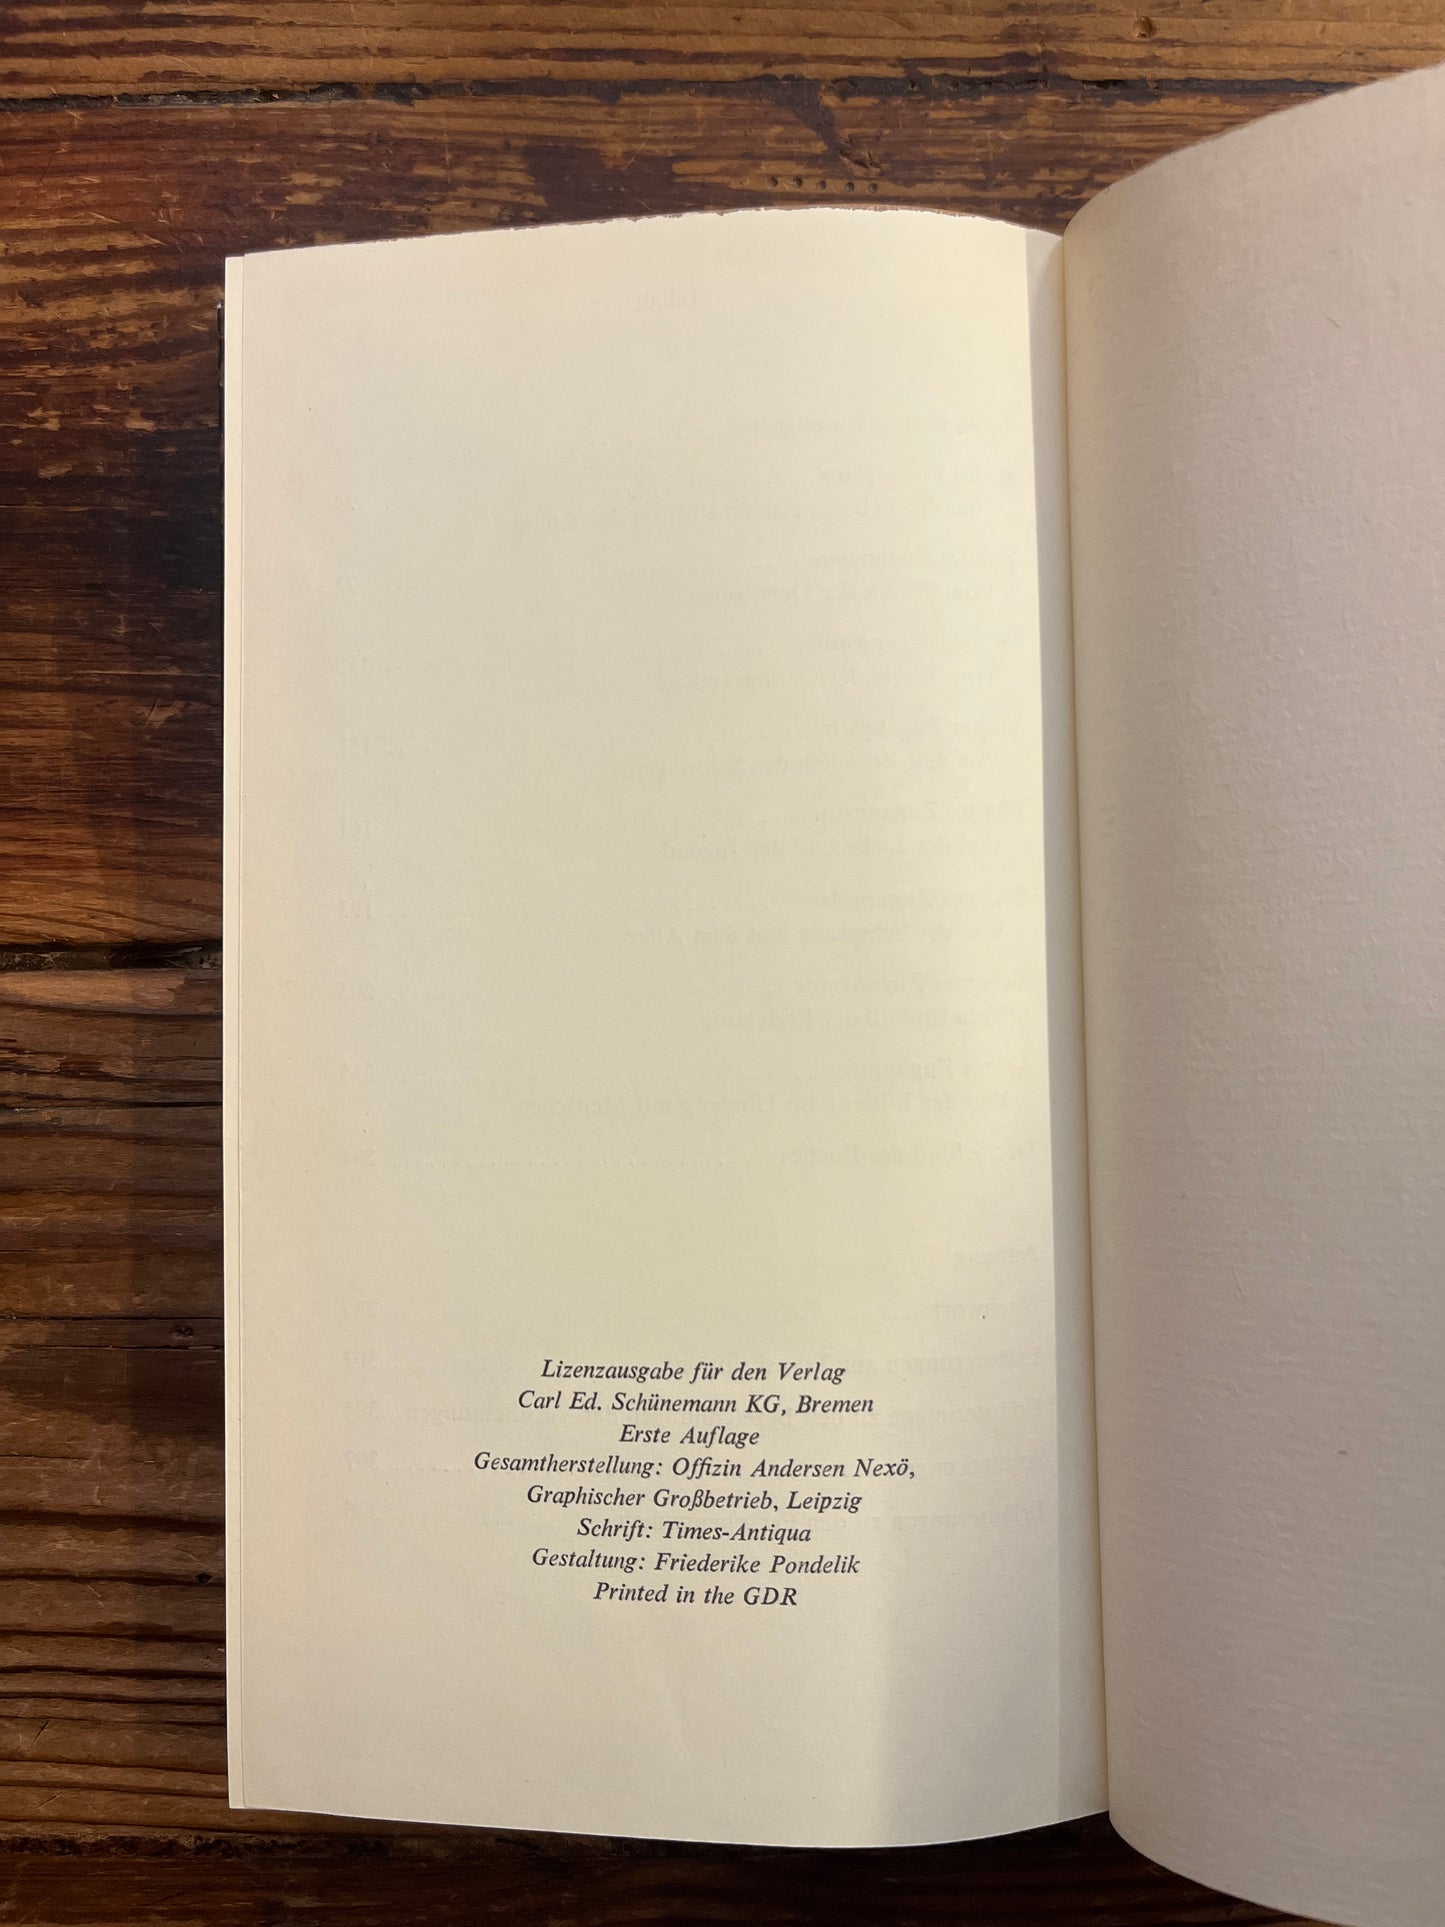 Lizenzausgabe für den Verlag
Carl Ed. Schünemann KG, Bremen
Erste Auflage
Gesamtherstellung: Offizin Andersen Nexö,
Graphischer Großbetrieb, Leipzig
Schrift: Times-Antiqua
Gestaltung: Friederike Pondelik
Printed in the GDR